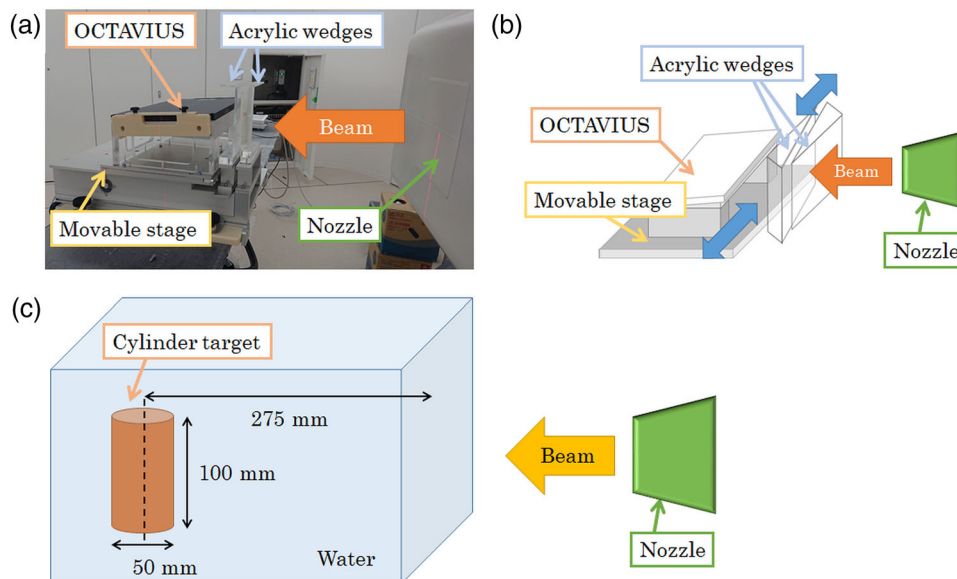 (a)
OCTAVIUS
Acrylic wedges
Beam
Movable stage
Nozzle
(b)
Acrylic wedges
OCTAVIUS
Beam
Movable stage
Nozzle
(c)
Cylinder target
275 mm
100 mm
50 mm
Water
Beam
Nozzle